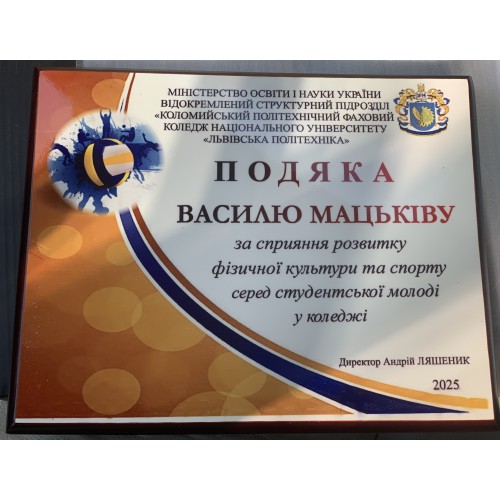 МІНІСТЕРСТВО ОСВІТИ І НАУКИ УКРАЇНИ
ВІДОКРЕМЛЕНИЙ СТРУКТУРНИЙ ПІДРОЗДІЛ
«КОЛОМИЙСЬКИЙ ПОЛІТЕХНІЧНИЙ ФАХОВИЙ
КОЛЕДЖ НАЦІОНАЛЬНОГО УНІВЕРСИТЕТУ
«ЛЬВІВСЬКА ПОЛІТЕХНІКА»
ПОДЯКА
ВАСИЛЮ МАЦЬКІВУ
за сприяння розвитку
фізичної культури та спорту
серед студентської молоді
у коледжі
Директор Андрій ЛЯШЕНИК
2025